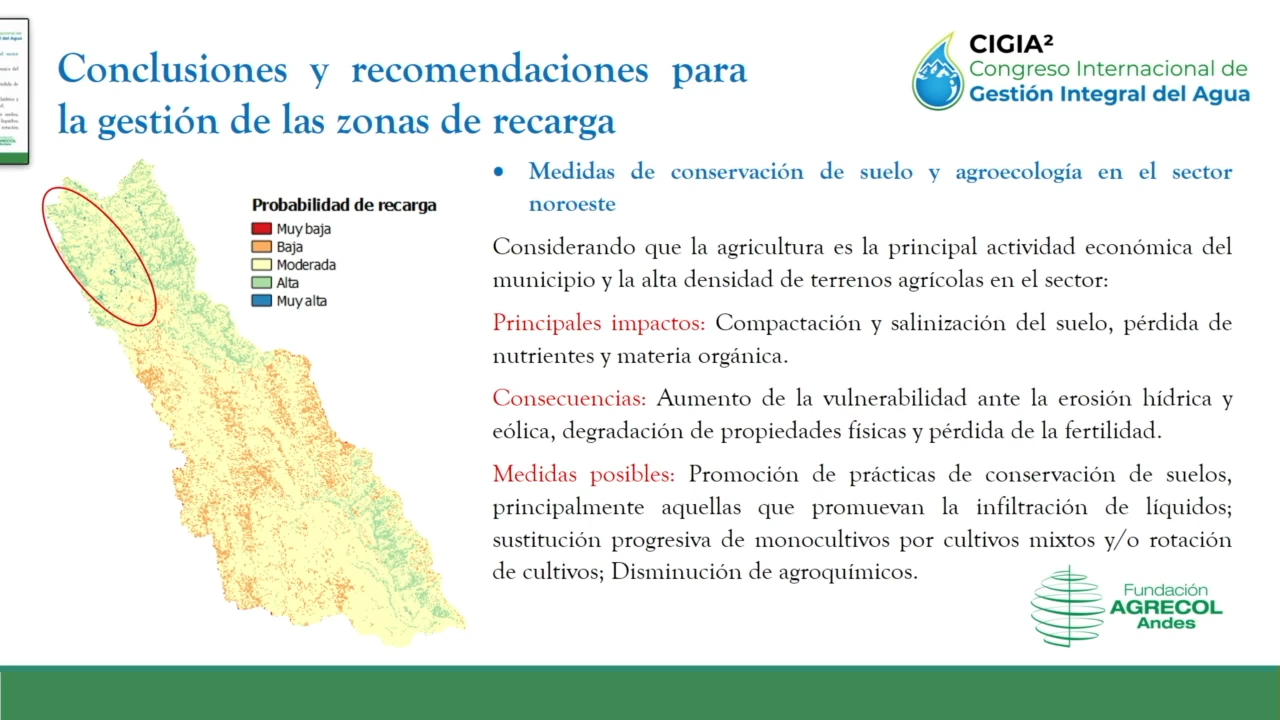 Conclusiones y recomendaciones para
la gestión de las zonas de recarga
CIGIA²
Congreso Internacional de
Gestión Integral del Agua
Probabilidad de recarga
Muy baja
Baja
Moderada
Alta
Muy alta
• Medidas de conservación de suelo y agroecología en el sector
noroeste
Considerando que la agricultura es la principal actividad económica del
municipio y la alta densidad de terrenos agrícolas en el sector:
Principales impactos: Compactación y salinización del suelo, pérdida de
nutrientes y materia orgánica.
Consecuencias: Aumento de la vulnerabilidad ante la erosión hídrica y
eólica, degradación de propiedades físicas y pérdida de la fertilidad.
Medidas posibles: Promoción de prácticas de conservación de suelos,
principalmente aquellas que promuevan la infiltración de líquidos;
sustitución progresiva de monocultivos por cultivos mixtos y/o rotación
de cultivos; Disminución de agroquímicos.
Fundación
AGRECOL
Andes